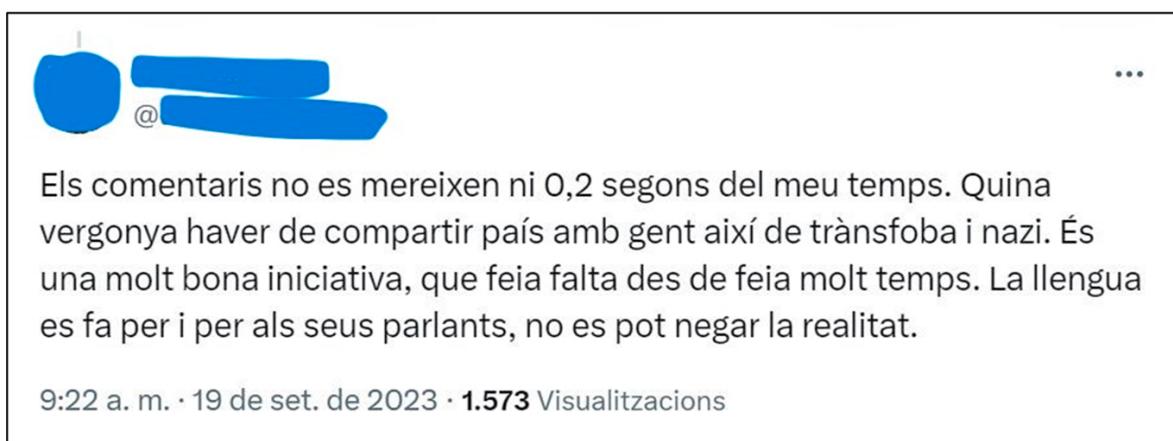 @
Els comentaris no es mereixen ni 0,2 segons del meu temps. Quina
vergonya haver de compartir país amb gent així de trànsfoba i nazi. És
una molt bona iniciativa, que feia falta des de feia molt temps. La llengua
es fa per i per als seus parlants, no es pot negar la realitat.
9:22 a. m. · 19 de set. de 2023 · 1.573 Visualitzacions